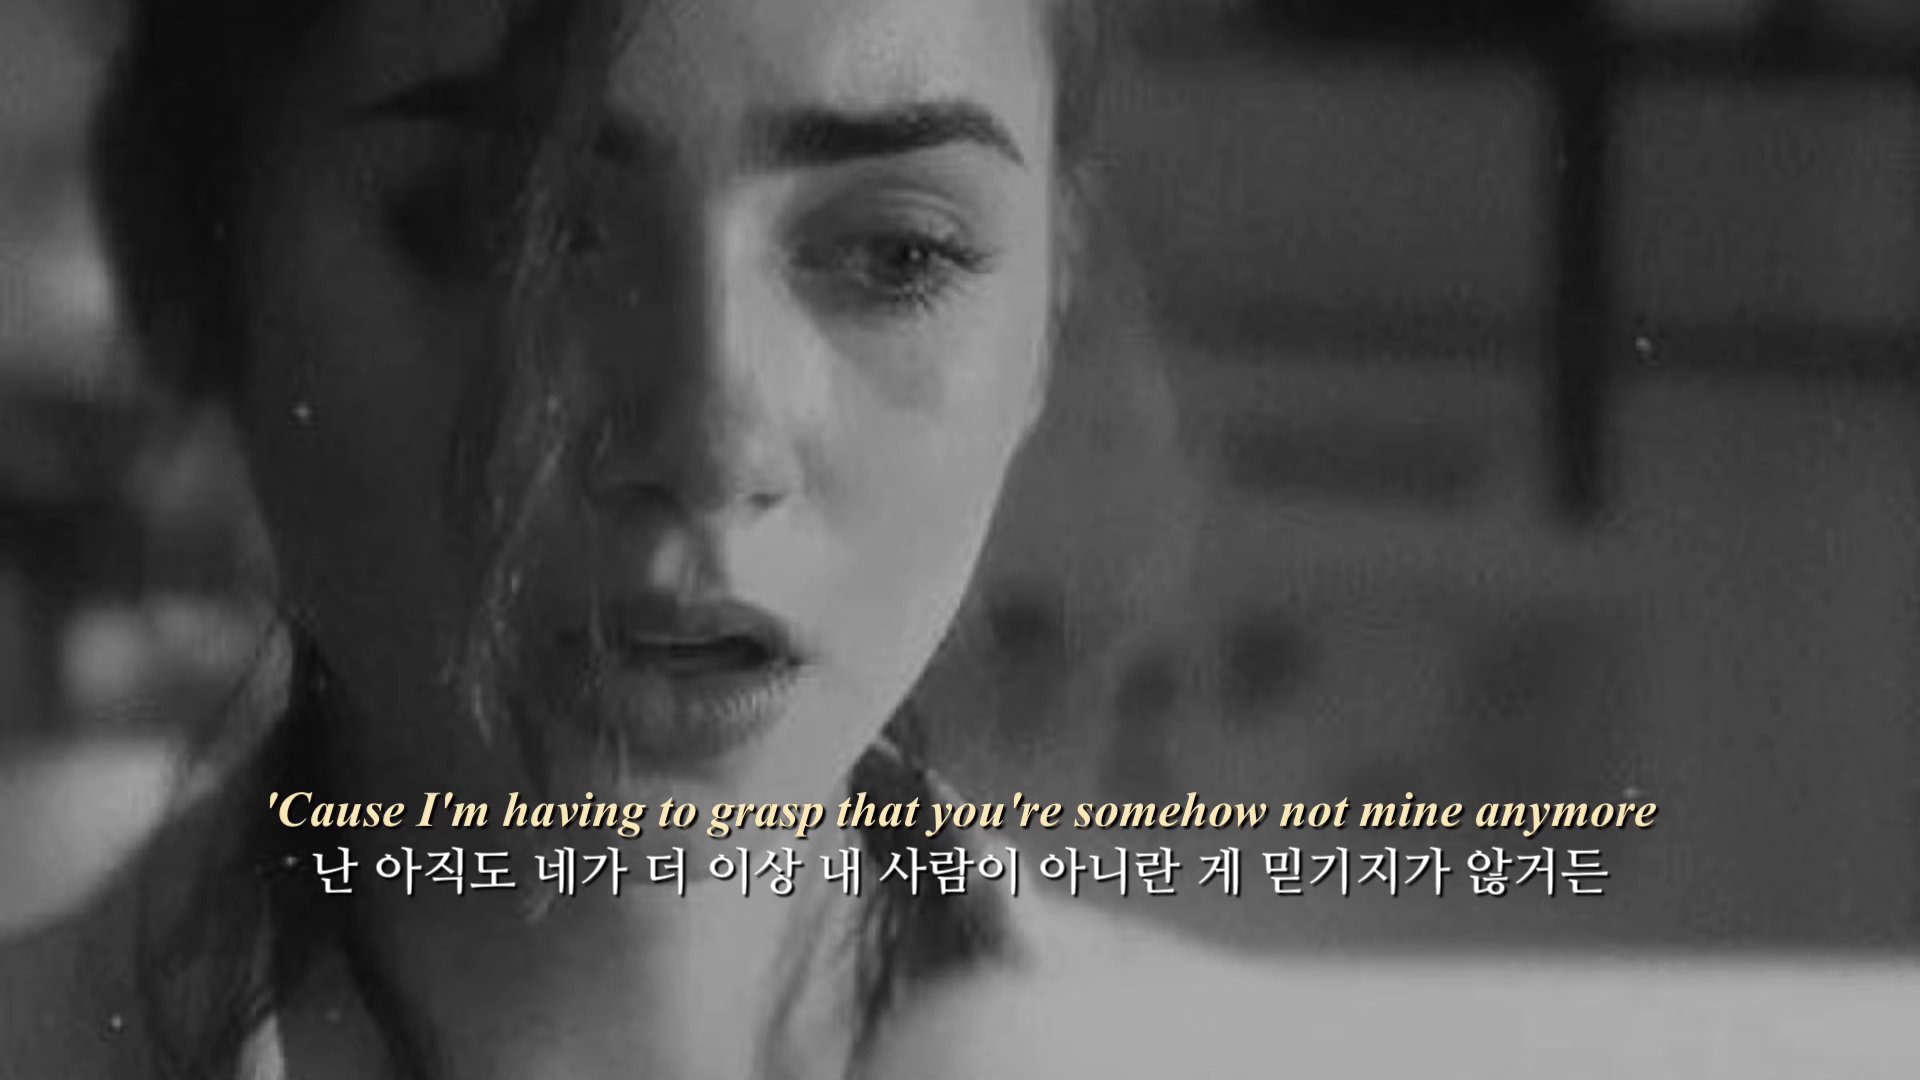 'Cause I'm having to grasp that you're somehow not mine anymore
난 아직도 네가 더 이상 내 사람이 아니란 게 믿기지가 않거든